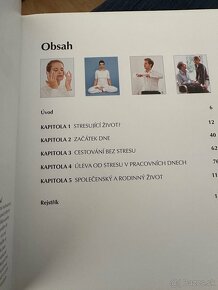 Obsah
Úvod 6
KAPITOLA 1 STRESUJÍCÍ ŽIVOT? 12
KAPITOLA 2 ZAČÁTEK DNE 40
KAPITOLA 3 CESTOVÁNÍ BEZ STRESU 62
KAPITOLA 4 ÚLEVA OD STRESU V PRACOVNÍCH DNECH
KAPITOLA 5 SPOLEČENSKÝ A RODINNÝ ŽIVOT
Rejstřík